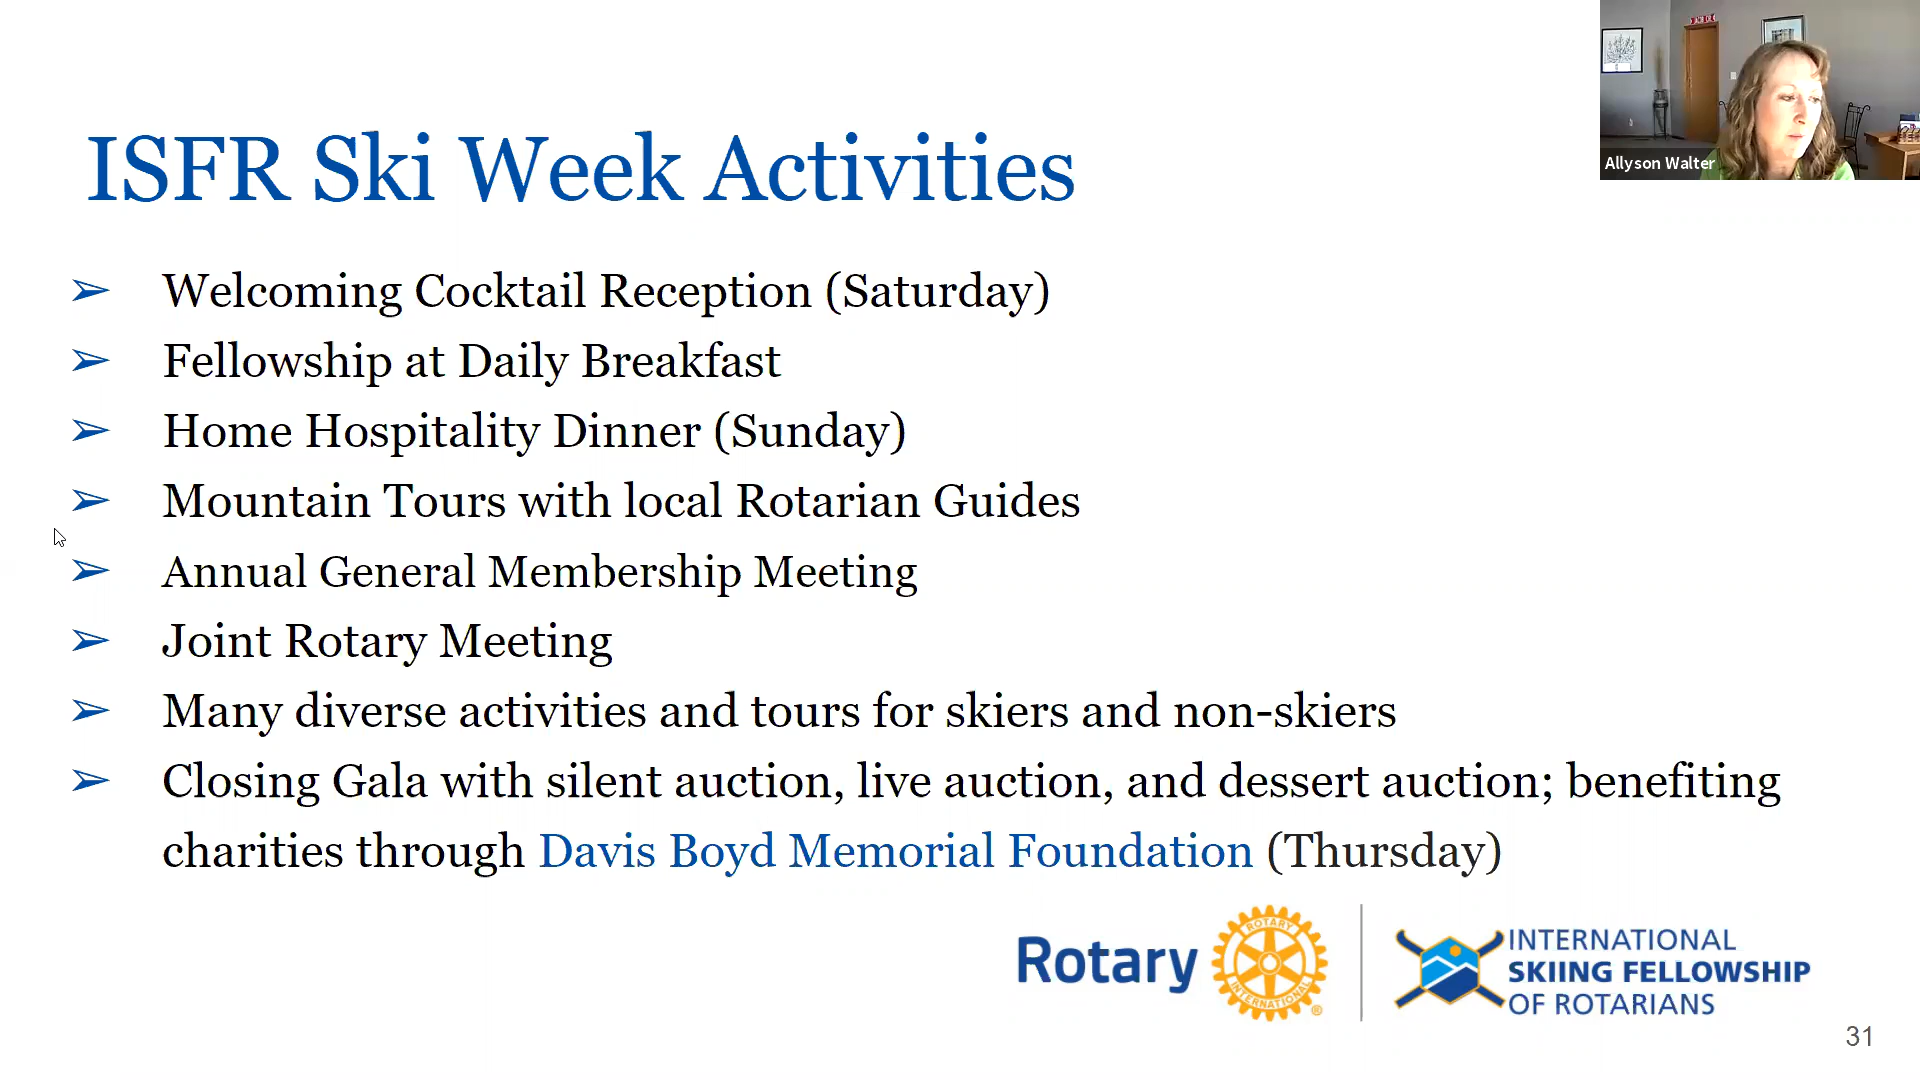 ISFR Ski Week Activities
Allyson Walter
➢ Welcoming Cocktail Reception (Saturday)
➢ Fellowship at Daily Breakfast
➢ Home Hospitality Dinner (Sunday)
➢ Mountain Tours with local Rotarian Guides
➢ Annual General Membership Meeting
➢ Joint Rotary Meeting
➢ Many diverse activities and tours for skiers and non-skiers
➢ Closing Gala with silent auction, live auction, and dessert auction; benefiting
charities through Davis Boyd Memorial Foundation (Thursday)
Rotary
ROTARY
INTERNATIONAL
®
INTERNATIONAL
SKIING FELLOWSHIP
OF ROTARIANS
31